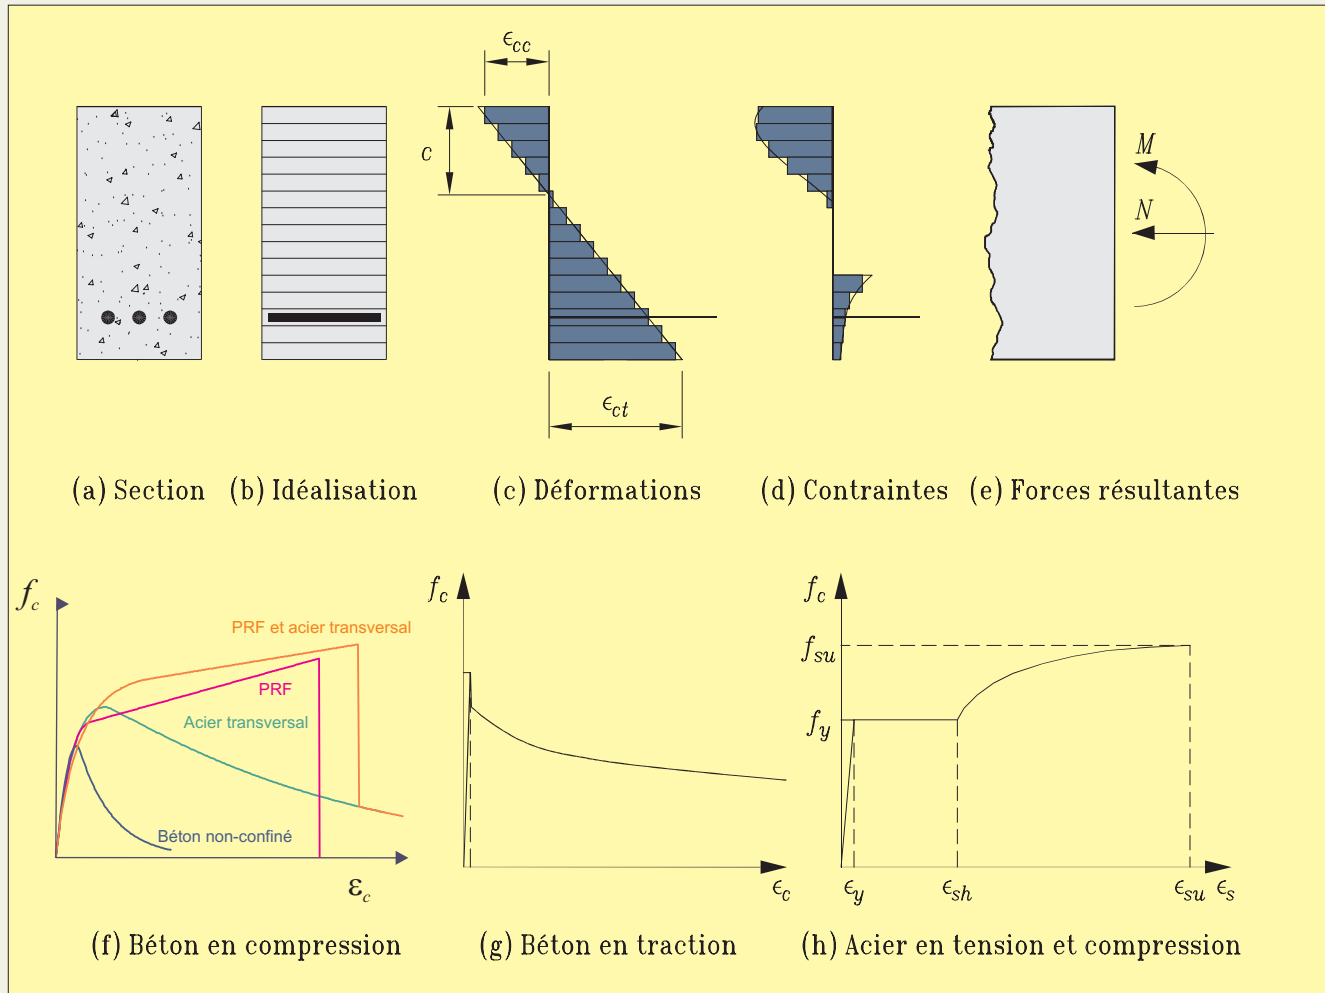 ϵcc
c
M
N
ϵct
(a) Section
(b) Idéalisation
(c) Déformations
(d) Contraintes
(e) Forces résultantes
fc
PRF et acier transversal
PRF
Acier transversal
Béton non-confiné
εc
fc
ϵc
fc
fsu
fy
ϵy
ϵsh
ϵsu
ϵs
(f) Béton en compression
(g) Béton en traction
(h) Acier en tension et compression